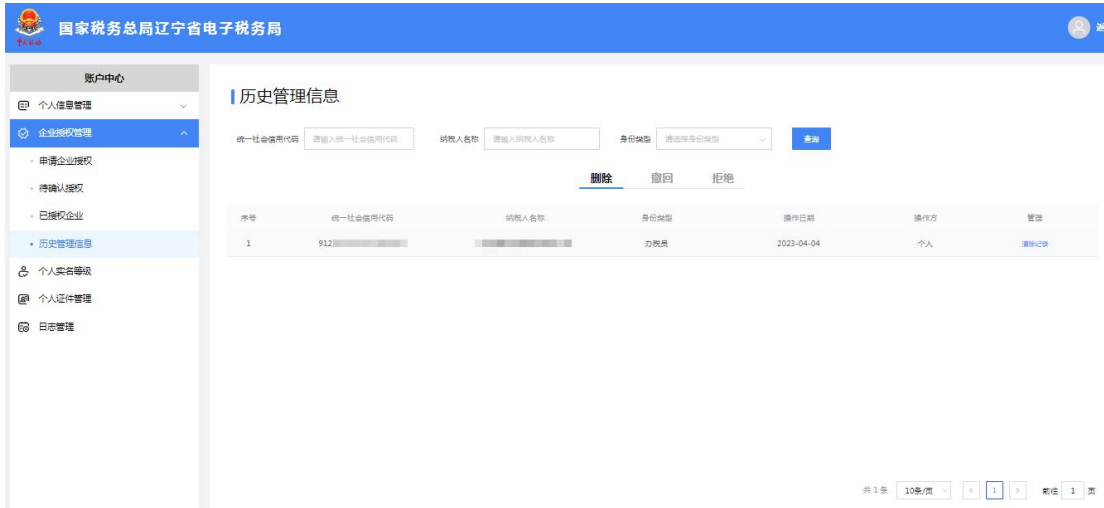 国家税务总局辽宁省电子税务局
账户中心
个人信息管理
企业授权管理
申请企业授权
待确认授权
已授权企业
历史管理信息
个人实名等级
个人证件管理
日志管理
历史管理信息
统一社会信用代码 请输入统一社会信用代码 纳税人名称 请输入纳税人名称 身份类型 请选择身份类型 查询
删除 撤回 拒绝
序号 统一社会信用代码 纳税人名称 身份类型 操作日期 操作方 管理
1 912 办税员 2023-04-04 个人 清除记录
共1条 10条/页 1 前往 1 页